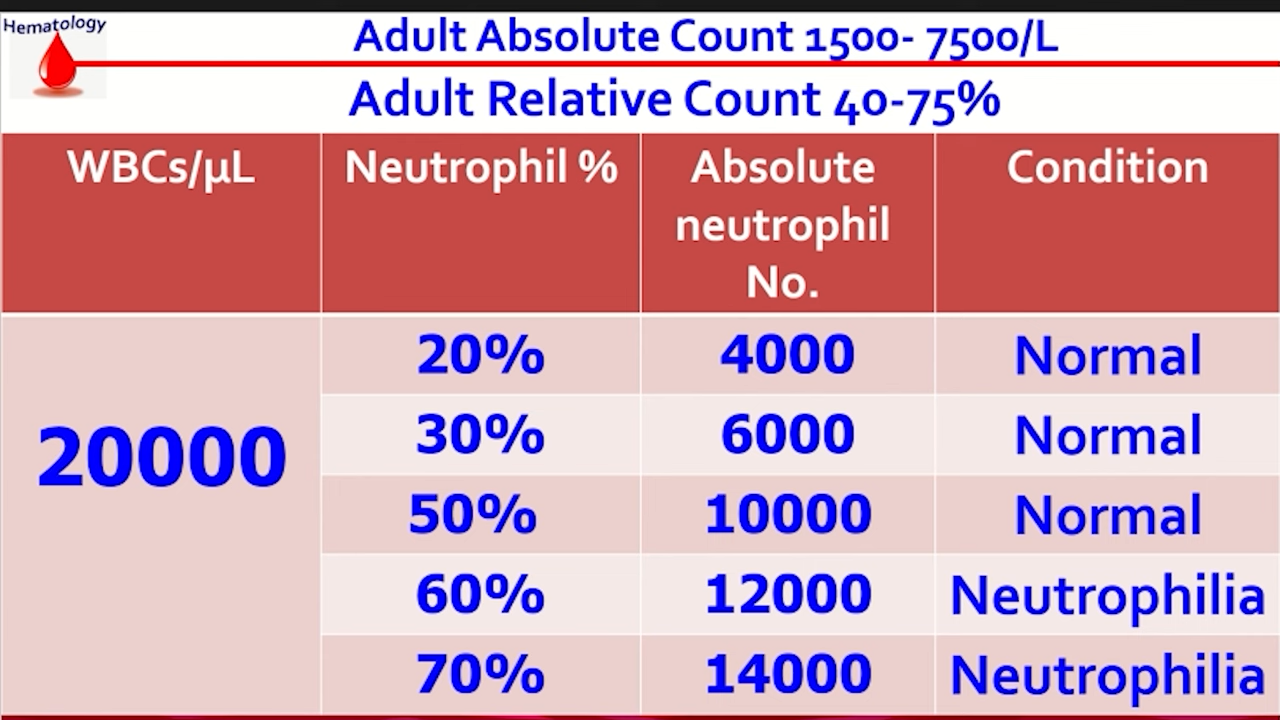 Hematology
Adult Absolute Count 1500- 7500/L
Adult Relative Count 40-75%
WBCs/µL Neutrophil % Absolute neutrophil No. Condition
20000
20% 4000 Normal
30% 6000 Normal
50% 10000 Normal
60% 12000 Neutrophilia
70% 14000 Neutrophilia